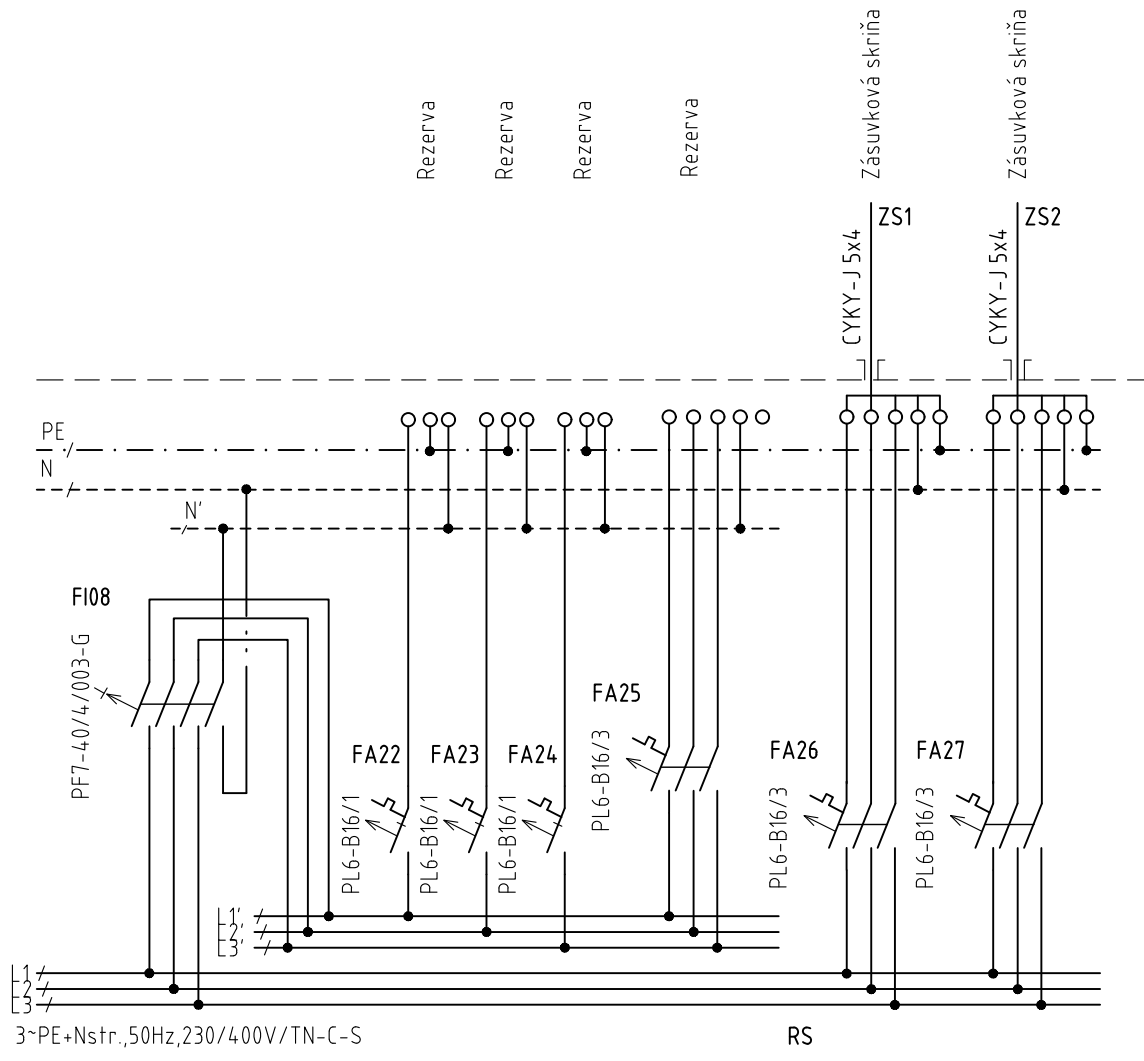 Rezerva
Rezerva
Rezerva
Rezerva
Zásuvková skriňa
Zásuvková skriňa
ZS1
ZS2
CYKY-J 5x4
CYKY-J 5x4
PE
N
N'
FI08
PF7-40/4/003-G
FA22
PL6-B16/1
FA23
PL6-B16/1
FA24
PL6-B16/1
FA25
PL6-B16/3
FA26
PL6-B16/3
FA27
PL6-B16/3
L1'
L2'
L3'
L1
L2
L3
3~PE+Nstr.,50Hz,230/400V/TN-C-S
RS